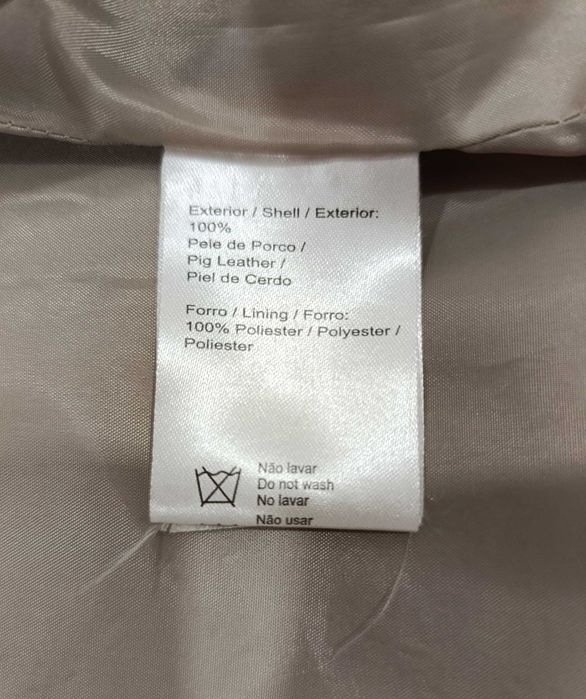 Exterior / Shell / Exterior:
100%
Pele de Porco /
Pig Leather /
Piel de Cerdo
Forro / Lining / Forro:
100% Poliester / Polyester /
Poliester
Não lavar
Do not wash
No lavar
Não usar